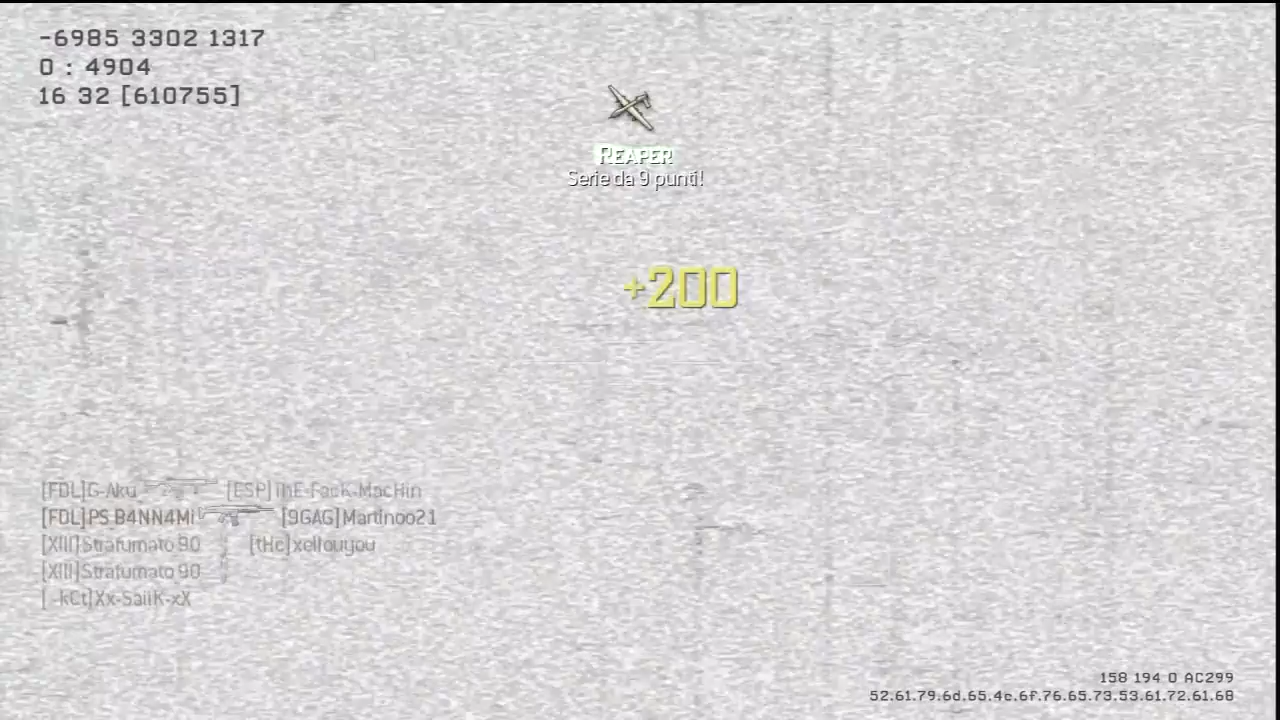 -6985 3302 1317
0 : 4904
16 32 [610755]
REAPER
Serie da 9 punti!
+200
[FDL]G-Aku [ESP]ThE-FacK-MacHin
[FDL]PS B4NN4MI [9GAG]Martinoo21
[XIII]Strafumato 90 [tHc]xellouyou
[XIII]Strafumato 90
[ -kCt]Xx-SaiiK-xX
158 194 0 AC299
52.61.79.6d.65.4c.6f.76.65.73.53.61.72.61.68